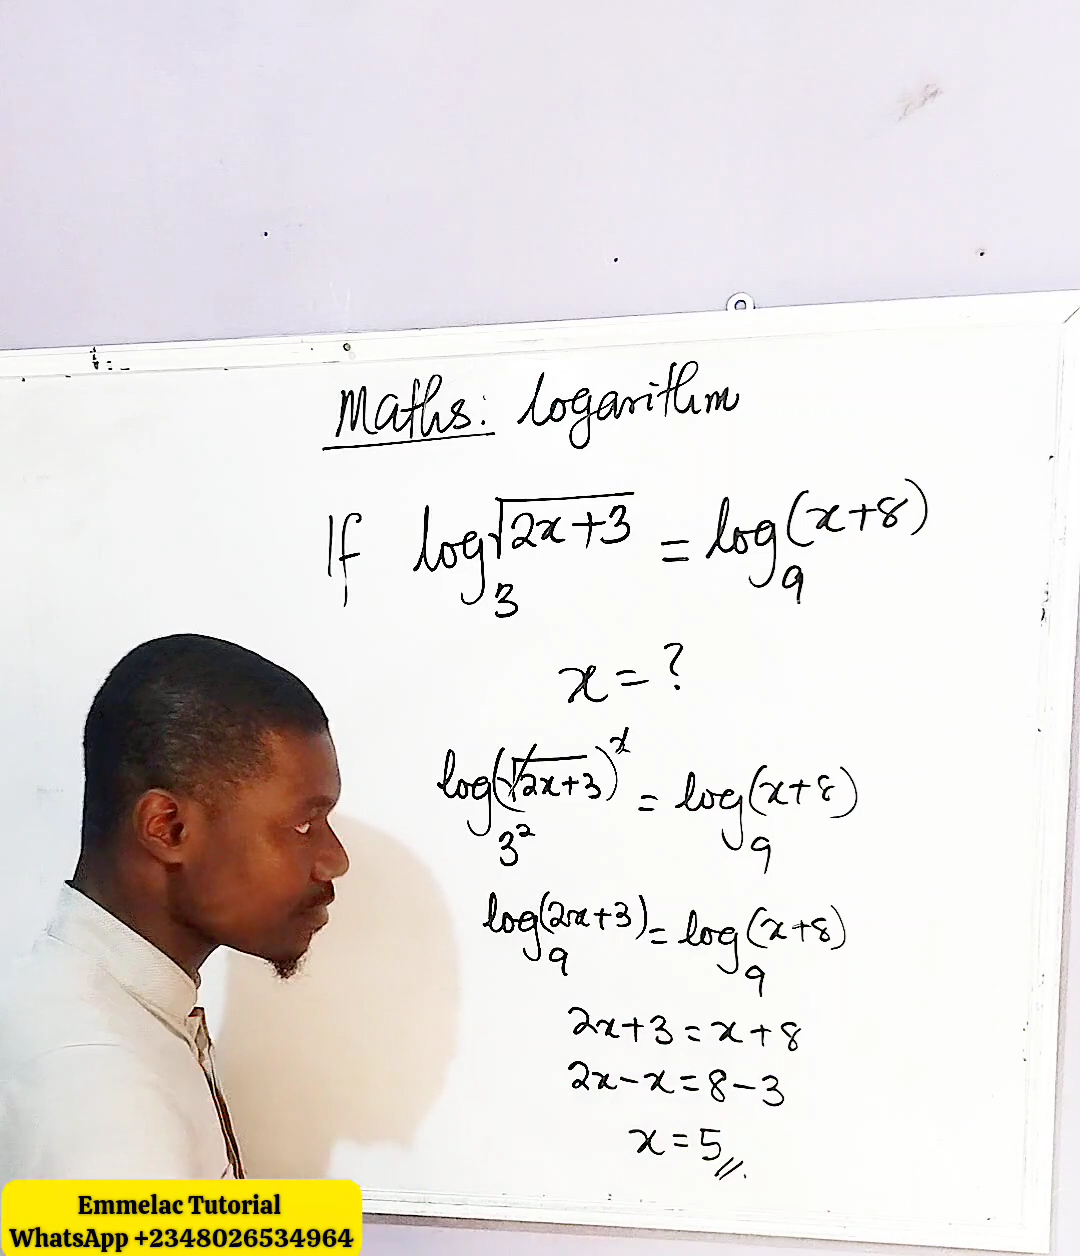 Maths: logarithm
If log₃√(2x+3) = log₉(x+8)
x = ?
log₃²(√(2x+3))² = log₉(x+8)
log₉(2x+3) = log₉(x+8)
2x+3 = x+8
2x-x = 8-3
x = 5//.
Emmelac Tutorial
WhatsApp +2348026534964